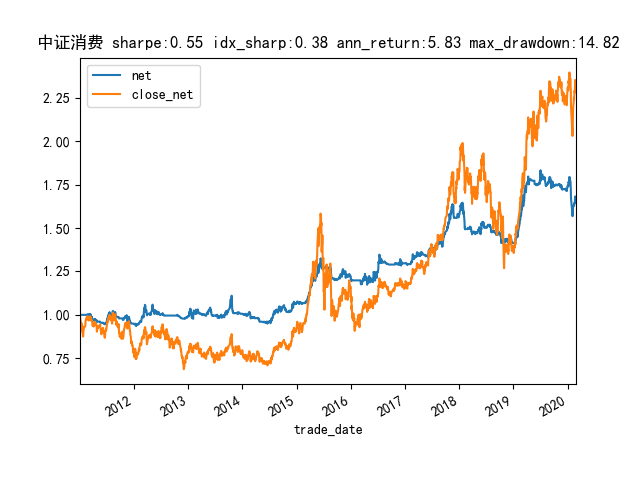 中证消费 sharpe:0.55 idx_sharp:0.38 ann_return:5.83 max_drawdown:14.82
net
close_net
2.25
2.00
1.75
1.50
1.25
1.00
0.75
2012 2013 2014 2015 2016 2017 2018 2019 2020
trade_date